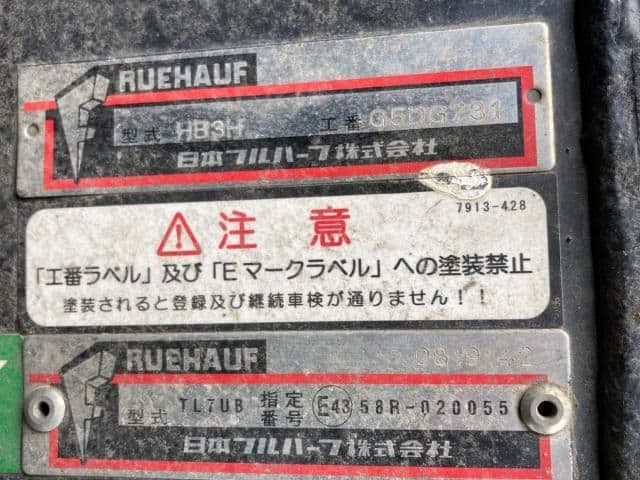 FRUEHAUF
型式 HB3H 工番 G5DG731
日本フルハーフ株式会社
7913-428
⚠注意
「工番ラベル」及び「Eマークラベル」への塗装禁止
塗装されると登録及び継続車検が通りません!!
FRUEHAUF
型式 TL7UB 指定番号 E43 58R-020055
日本フルハーフ株式会社